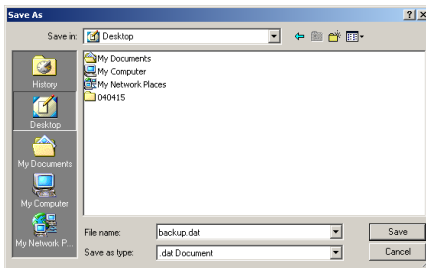 Save As
Save in:
Desktop
History
Desktop
My Documents
My Computer
My Network P...
My Documents
My Computer
My Network Places
040415
File name:
backup.dat
Save
Save as type:
.dat Document
Cancel